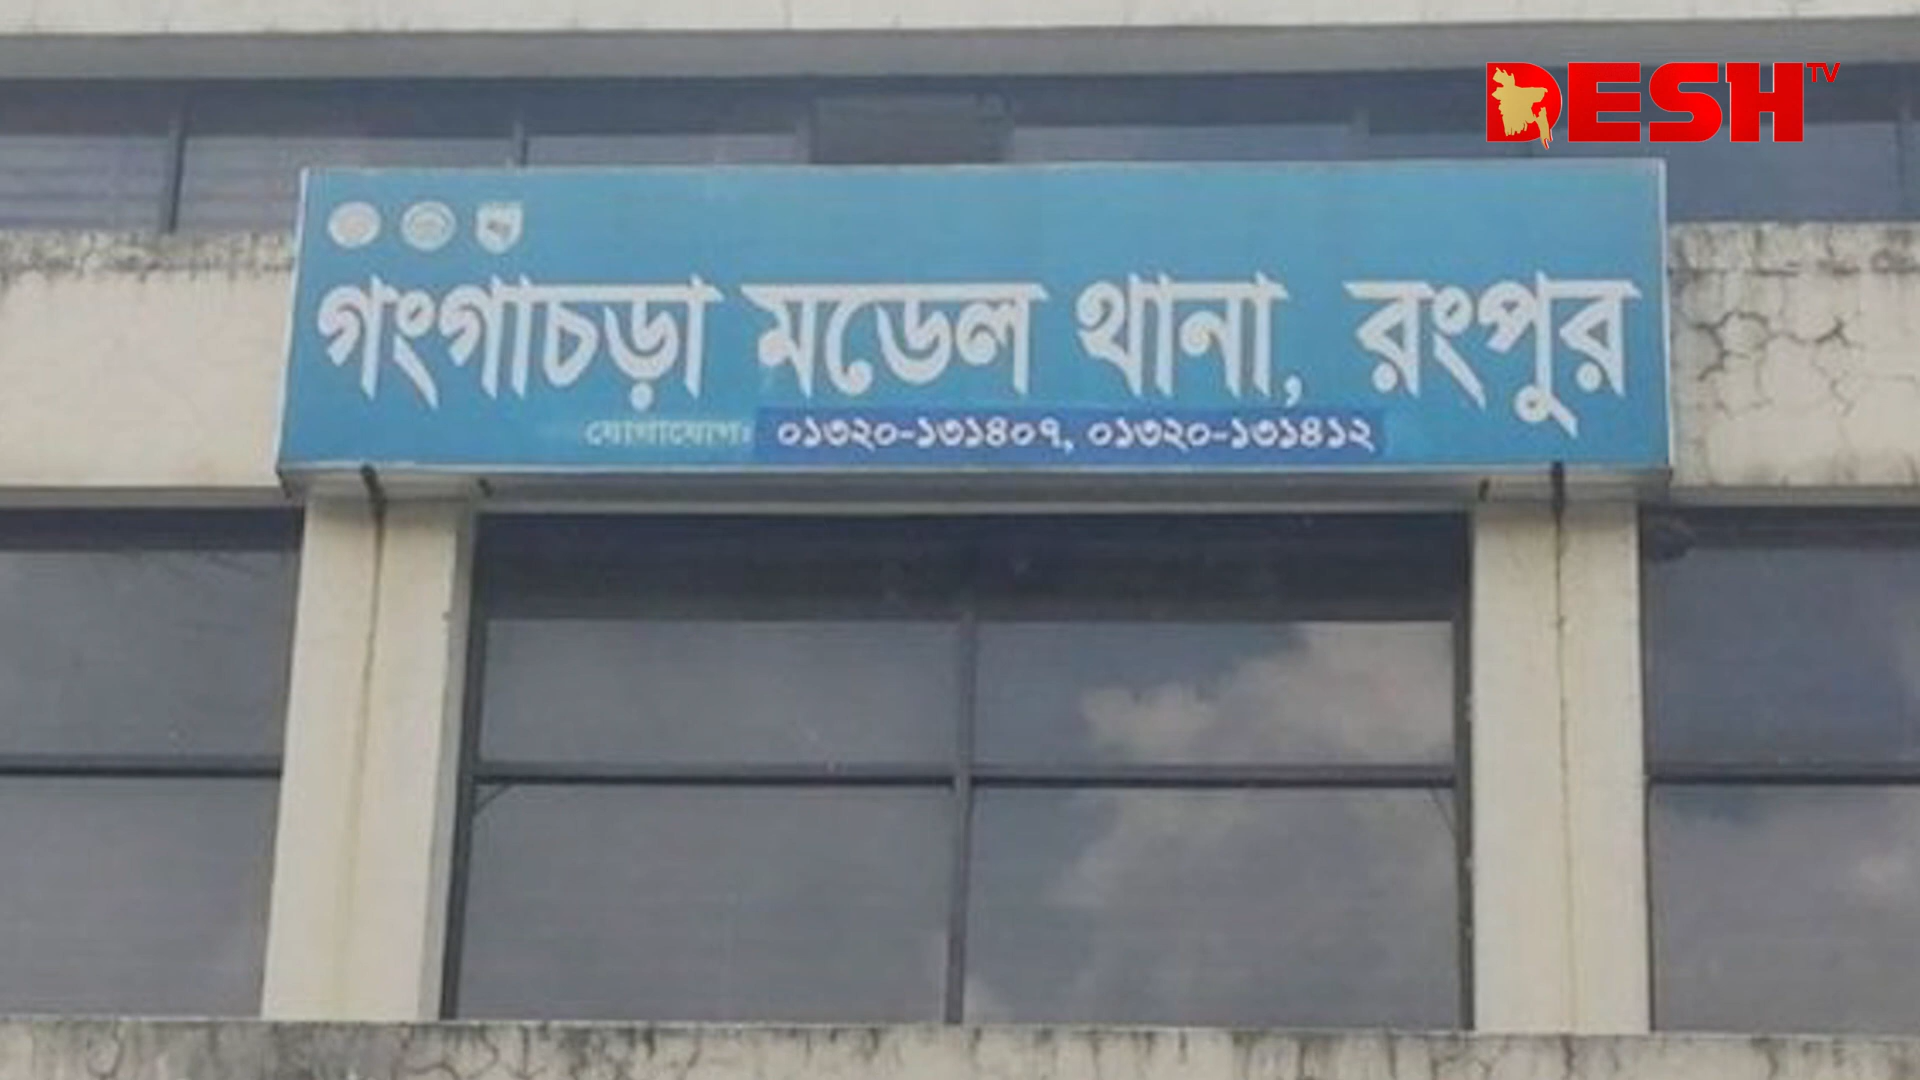 DESH TV
গংগাচড়া মডেল থানা, রংপুর
যোগাযোগঃ ০১৩২০-১৩১৪০৭, ০১৩২০-১৩১৪১২